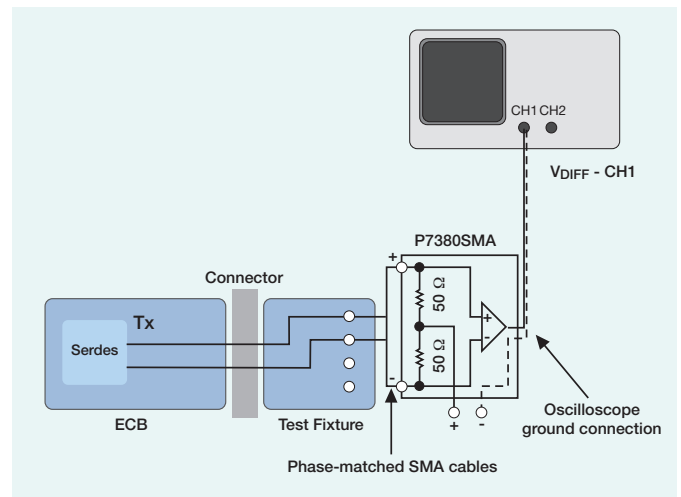 CH1 CH2
V_DIFF - CH1
P7380SMA
+
Connector
50 Ω
Tx
+
Serdes
-
50 Ω
-
+ -
ECB
Test Fixture
Oscilloscope
ground connection
Phase-matched SMA cables